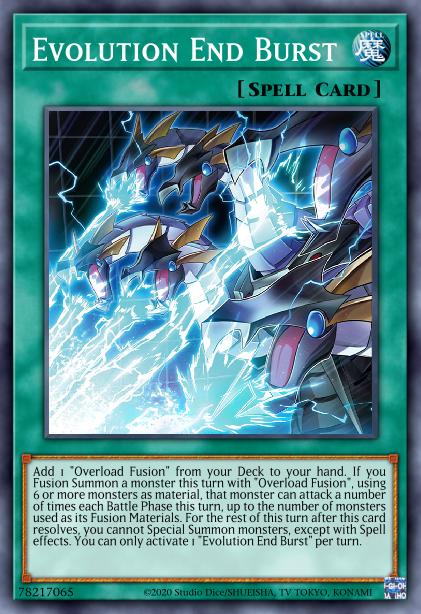 Evolution End Burst
SPELL
魔
[Spell Card]
Add 1 "Overload Fusion" from your Deck to your hand. If you
Fusion Summon a monster this turn with "Overload Fusion", using
6 or more monsters as material, that monster can attack a number
of times each Battle Phase this turn, up to the number of monsters
used as its Fusion Materials. For the rest of this turn after this card
resolves, you cannot Special Summon monsters, except with Spell
effects. You can only activate 1 "Evolution End Burst" per turn.
78217065 ©2020 Studio Dice/SHUEISHA, TV TOKYO, KONAMI